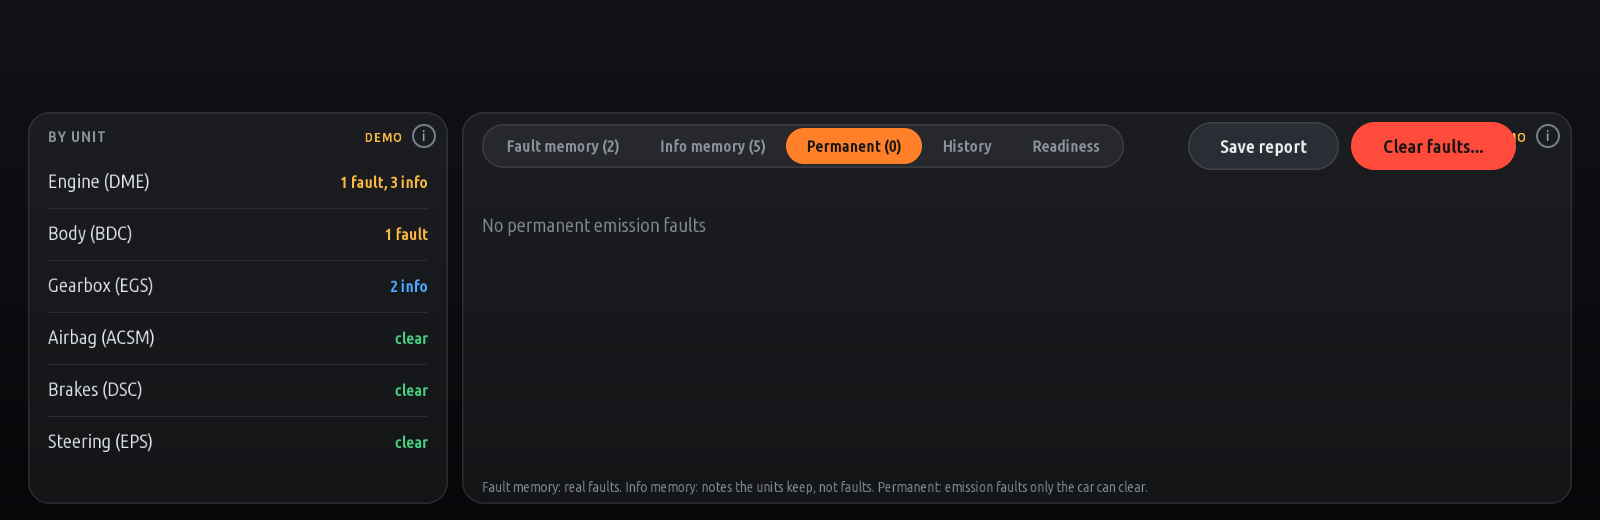 BY UNIT DEMO i
Engine (DME) 1 fault, 3 info
Body (BDC) 1 fault
Gearbox (EGS) 2 info
Airbag (ACSM) clear
Brakes (DSC) clear
Steering (EPS) clear
Fault memory (2) Info memory (5) Permanent (0) History Readiness Save report Clear faults... i
No permanent emission faults
Fault memory: real faults. Info memory: notes the units keep, not faults. Permanent: emission faults only the car can clear.